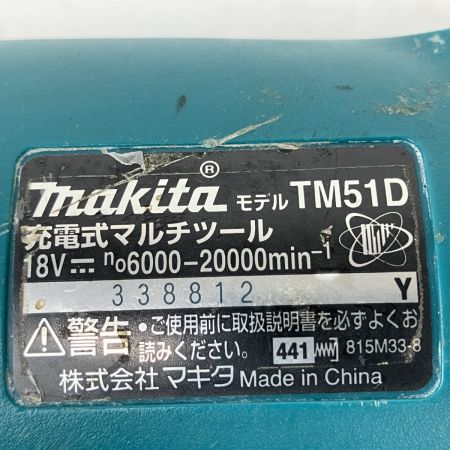 makita® モデル TM51D
充電式マルチツール
18V⎓ n₀6000-20000min⁻¹
338812 Y
⚠警告・ご使用前に取扱説明書を必ずよくお
読みください。 441 815M33-8
株式会社 マキタ Made in China